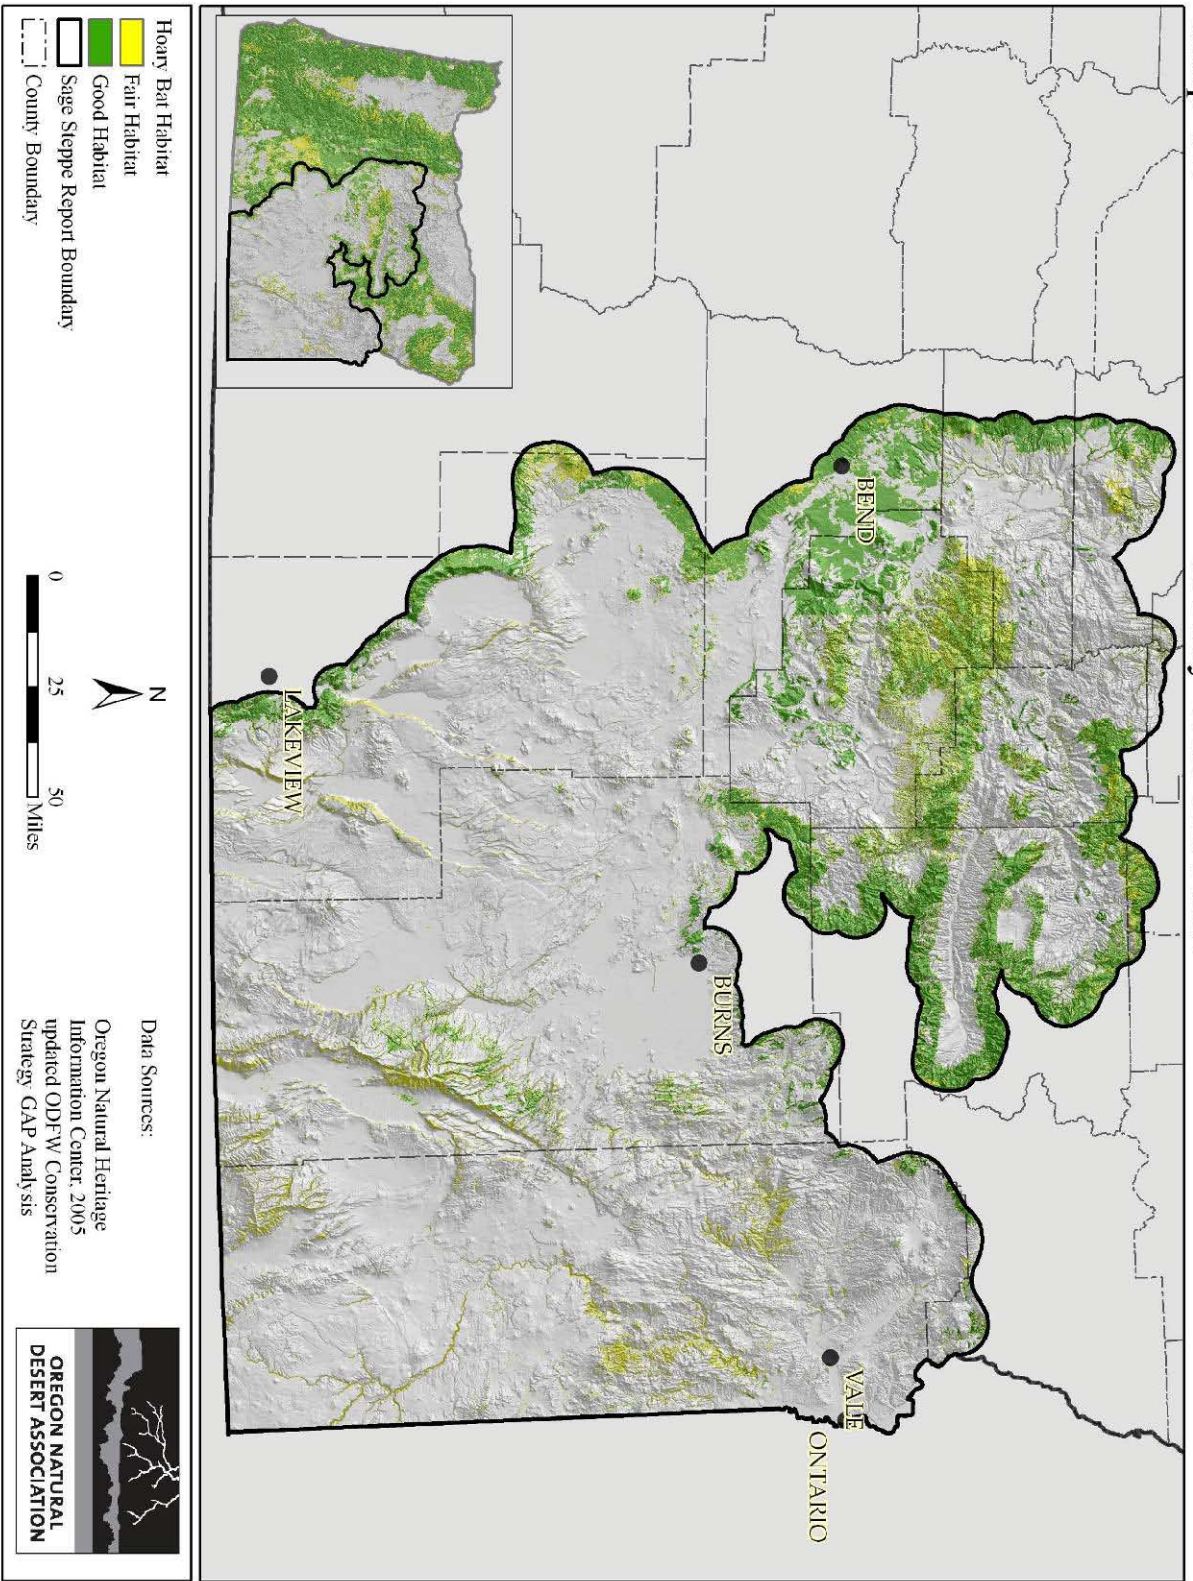 BEND
LAKEVIEW
BURNS
VALE
ONTARIO
Hoary Bat Habitat
Fair Habitat
Good Habitat
Sage Steppe Report Boundary
County Boundary
N
0 25 50
Miles
Data Sources:
Oregon Natural Heritage
Information Center, 2005
updated ODFW Conservation
Strategy GAP Analysis
OREGON NATURAL
DESERT ASSOCIATION